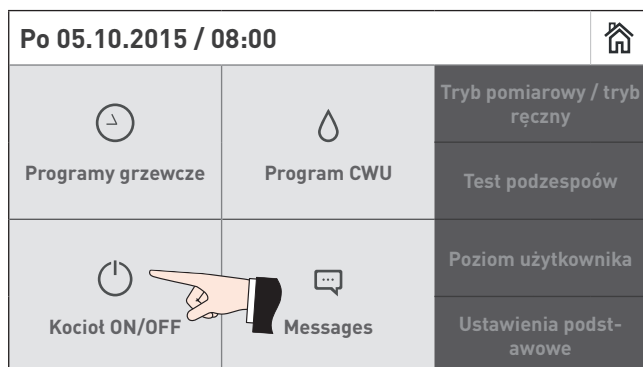 Po 05.10.2015 / 08:00
Programy grzewcze
Program CWU
Kocioł ON/OFF
Messages
Tryb pomiarowy / tryb
ręczny
Test podzespoów
Poziom użytkownika
Ustawienia podst-
awowe